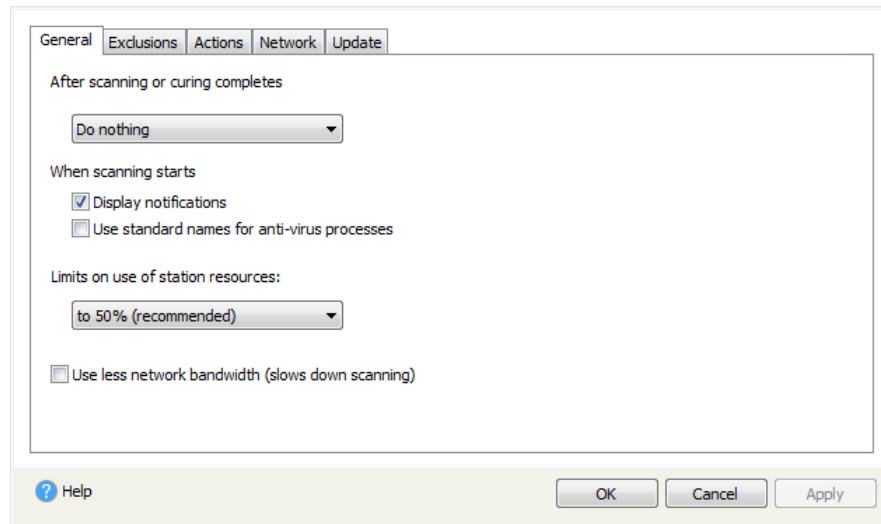 General Exclusions Actions Network Update
After scanning or curing completes
Do nothing
When scanning starts
Display notifications
Use standard names for anti-virus processes
Limits on use of station resources:
to 50% (recommended)
Use less network bandwidth (slows down scanning)
Help OK Cancel Apply